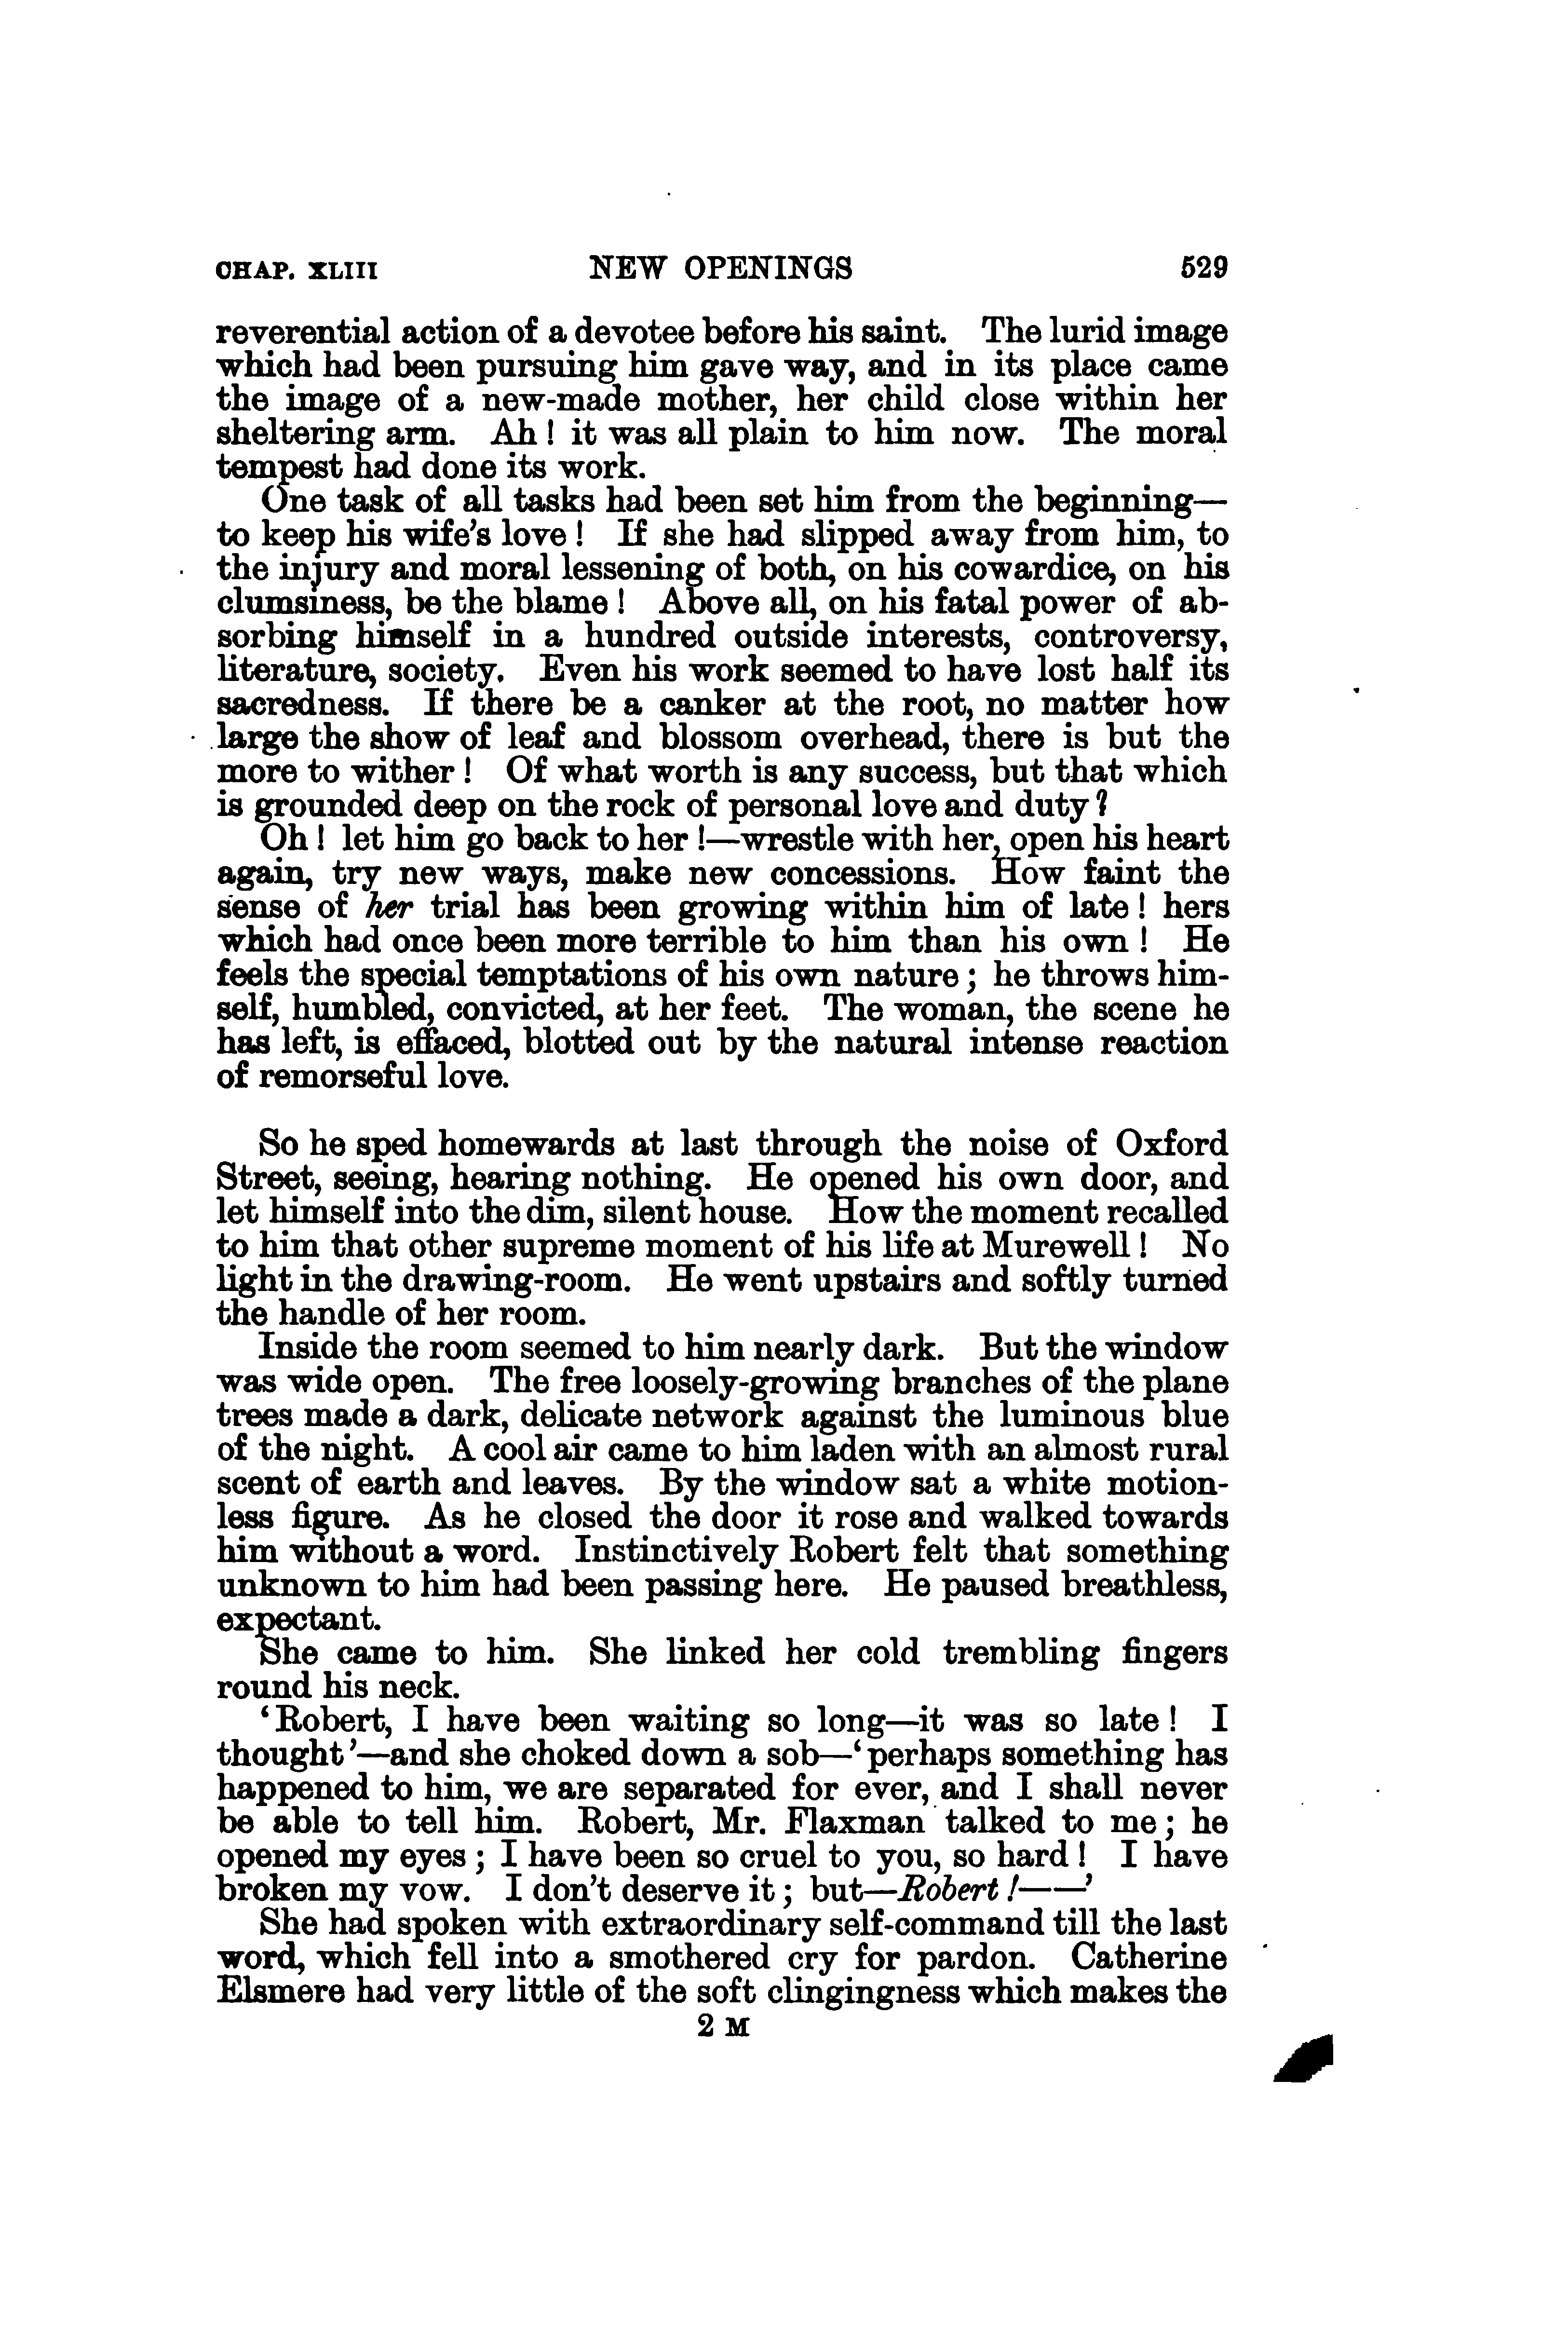 CHAP. XLIII NEW OPENINGS 529
reverential action of a devotee before his saint. The lurid image
which had been pursuing him gave way, and in its place came
the image of a new-made mother, her child close within her
sheltering arm. Ah! it was all plain to him now. The moral
tempest had done its work.
One task of all tasks had been set him from the beginning—
to keep his wife's love! If she had slipped away from him, to
the injury and moral lessening of both, on his cowardice, on his
clumsiness, be the blame! Above all, on his fatal power of ab-
sorbing himself in a hundred outside interests, controversy,
literature, society. Even his work seemed to have lost half its
sacredness. If there be a canker at the root, no matter how
large the show of leaf and blossom overhead, there is but the
more to wither! Of what worth is any success, but that which
is grounded deep on the rock of personal love and duty?
Oh! let him go back to her!—wrestle with her, open his heart
again, try new ways, make new concessions. How faint the
sense of her trial has been growing within him of late! hers
which had once been more terrible to him than his own! He
feels the special temptations of his own nature; he throws him-
self, humbled, convicted, at her feet. The woman, the scene he
has left, is effaced, blotted out by the natural intense reaction
of remorseful love.
So he sped homewards at last through the noise of Oxford
Street, seeing, hearing nothing. He opened his own door, and
let himself into the dim, silent house. How the moment recalled
to him that other supreme moment of his life at Murewell! No
light in the drawing-room. He went upstairs and softly turned
the handle of her room.
Inside the room seemed to him nearly dark. But the window
was wide open. The free loosely-growing branches of the plane
trees made a dark, delicate network against the luminous blue
of the night. A cool air came to him laden with an almost rural
scent of earth and leaves. By the window sat a white motion-
less figure. As he closed the door it rose and walked towards
him without a word. Instinctively Robert felt that something
unknown to him had been passing here. He paused breathless,
expectant.
She came to him. She linked her cold trembling fingers
round his neck.
'Robert, I have been waiting so long—it was so late! I
thought'—and she choked down a sob—'perhaps something has
happened to him, we are separated for ever, and I shall never
be able to tell him. Robert, Mr. Flaxman talked to me; he
opened my eyes; I have been so cruel to you, so hard! I have
broken my vow. I don't deserve it; but—Robert!——'
She had spoken with extraordinary self-command till the last
word, which fell into a smothered cry for pardon. Catherine
Elsmere had very little of the soft clingingness which makes the
2 M